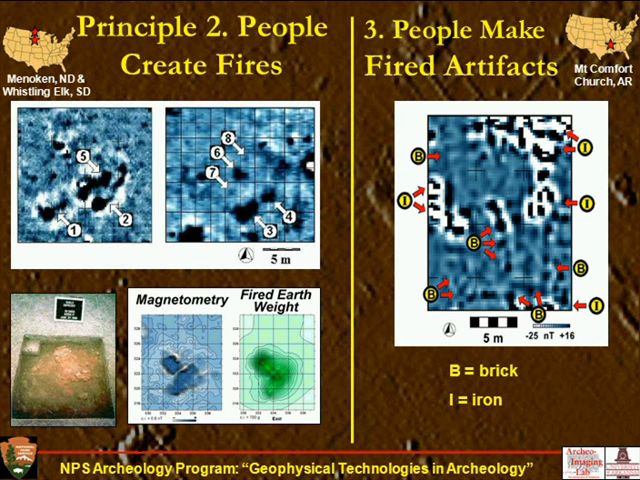 Principle 2. People
Create Fires
Menoken, ND &
Whistling Elk, SD
5
1
2
8
6
7
4
3
5 m
Magnetometry
Fired Earth
Weight
East
3. People Make
Fired Artifacts
Mt Comfort
Church, AR
B
I
I
I
B
B
B
B
I
5 m
-25 nT +16
B = brick
I = iron
NPS Archeology Program: “Geophysical Technologies in Archeology”
Archeo-
Imaging
Lab